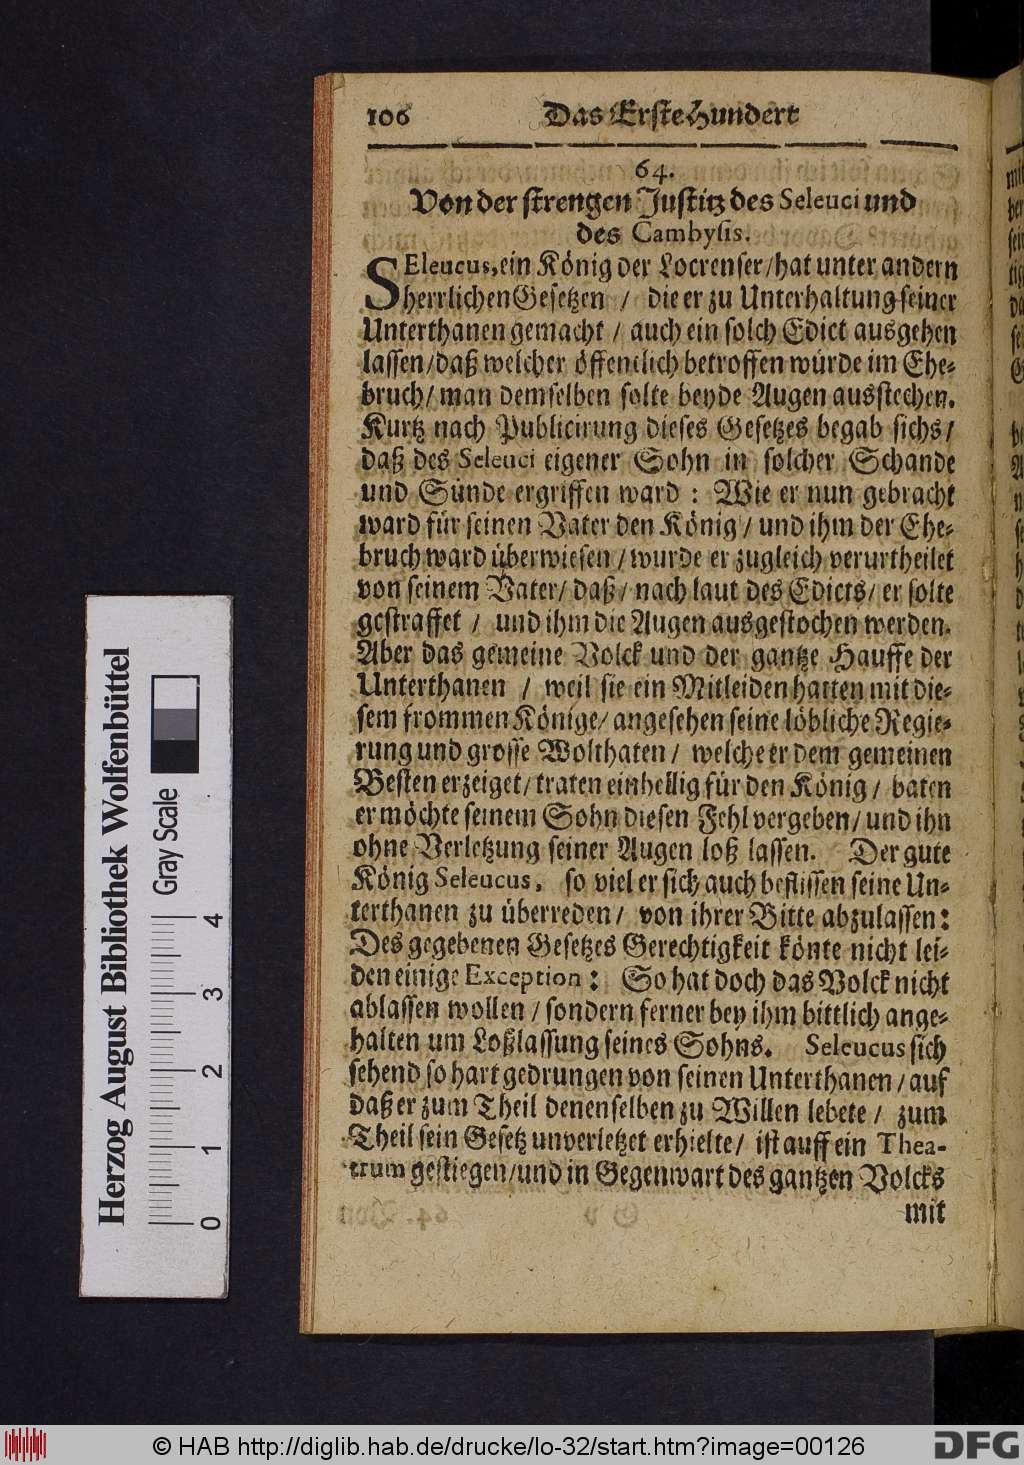 106 Das Erste Hundert
64.
Von der strengen Justitz des Seleuci und
des Cambysis.
SEleucus, ein König der Locrenser / hat unter andern
herrlichen Gesetzen / die er zu Unterhaltung seiner
Unterthanen gemacht / auch ein solch Edict ausgehen
lassen / daß welcher öffentlich betroffen würde im Ehe-
bruch / man demselben solte beyde Augen ausstechen.
Kurtz nach Publicirung dieses Gesetzes begab sichs /
daß des Seleuci eigener Sohn in solcher Schande
und Sünde ergriffen ward : Wie er nun gebracht
ward für seinen Vater den König / und ihm der Ehe-
bruch ward überwiesen / wurde er zugleich verurtheilet
von seinem Vater / daß / nach laut des Edicts / er solte
gestraffet / und ihm die Augen ausgestochen werden.
Aber das gemeine Volck und der gantze Hauffe der
Unterthanen / weil sie ein Mitleiden hatten mit die-
sem frommen Könige / angesehen seine löbliche Regie-
rung und grosse Wolthaten / welche er dem gemeinen
Besten erzeiget / traten einhellig für den König / baten
er möchte seinem Sohn diesen Fehl vergeben / und ihn
ohne Verletzung seiner Augen loß lassen. Der gute
König Seleucus, so viel er sich auch beflissen seine Un-
terthanen zu überreden / von ihrer Bitte abzulassen :
Des gegebenen Gesetzes Gerechtigkeit könte nicht lei-
den einige Exception : So hat doch das Volck nicht
ablassen wollen / sondern ferner bey ihm bittlich ange-
halten um Loßlassung seines Sohns. Seleucus sich
sehend so hart gedrungen von seinen Unterthanen / auf
daß er zum Theil denenselben zu Willen lebete / zum
Theil sein Gesetz unverletzet erhielte / ist auff ein Thea-
trum gestiegen / und in Gegenwart des gantzen Volcks
mit
Herzog August Bibliothek Wolfenbüttel
Gray Scale
0 1 2 3 4
© HAB http://diglib.hab.de/drucke/lo-32/start.htm?image=00126
DFG